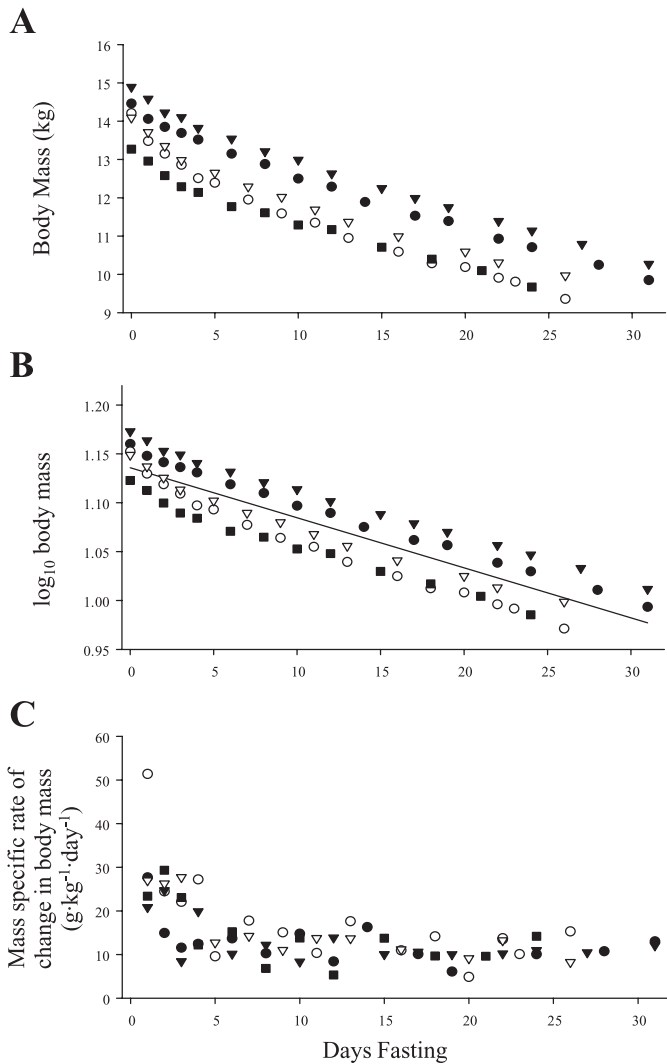 A
16
15
14
13
12
11
10
9
Body Mass (kg)
0 5 10 15 20 25 30
B
1.20
1.15
1.10
1.05
1.00
0.95
log10 body mass
0 5 10 15 20 25 30
C
60
50
40
30
20
10
0
Mass specific rate of
change in body mass
(g·kg-1·day-1)
0 5 10 15 20 25 30
Days Fasting